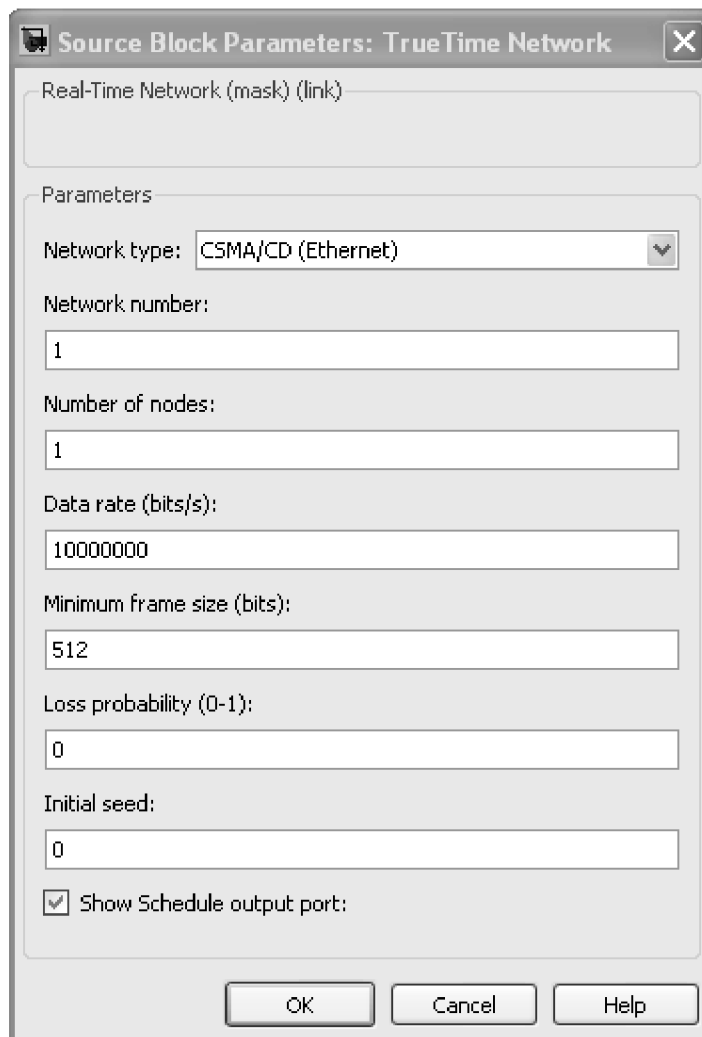 Source Block Parameters: TrueTime Network
Real-Time Network (mask) (link)
Parameters
Network type: CSMA/CD (Ethernet)
Network number:
1
Number of nodes:
1
Data rate (bits/s):
10000000
Minimum frame size (bits):
512
Loss probability (0-1):
0
Initial seed:
0
Show Schedule output port:
OK Cancel Help